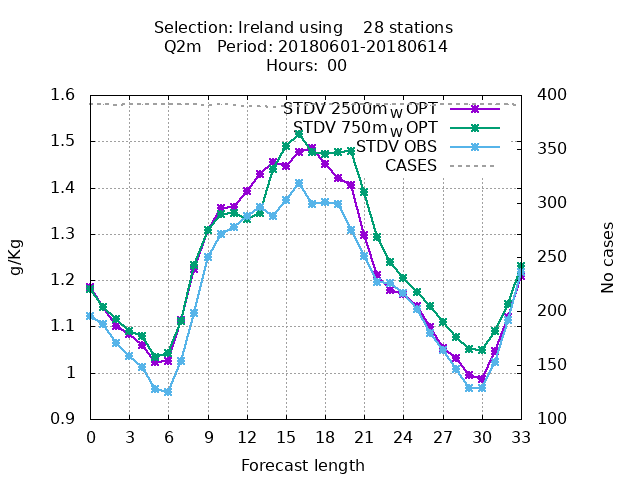 Selection: Ireland using    28 stations
Q2m   Period: 20180601-20180614
Hours:  00
STDV 2500m_W OPT
STDV 750m_W OPT
STDV OBS
CASES
g/Kg
No cases
1.6
1.5
1.4
1.3
1.2
1.1
1
0.9
400
350
300
250
200
150
100
0 3 6 9 12 15 18 21 24 27 30 33
Forecast length